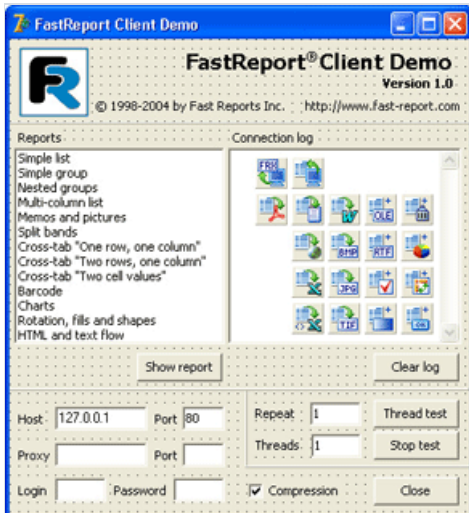 FastReport Client Demo
FR
FastReport® Client Demo
Version 1.0
© 1998-2004 by Fast Reports Inc. http://www.fast-report.com
Reports
Connection log
Simple list
Simple group
Nested groups
Multi-column list
Memos and pictures
Split bands
Cross-tab "One row, one column"
Cross-tab "Two rows, one column"
Cross-tab "Two cell values"
Barcode
Charts
Rotation, fills and shapes
HTML and text flow
FRX
W OLE
BMP RTF
X JPG
<>X TIF OK
Show report
Clear log
Host 127.0.0.1 Port 80
Repeat 1 Thread test
Proxy Port
Threads 1 Stop test
Login Password
Compression Close